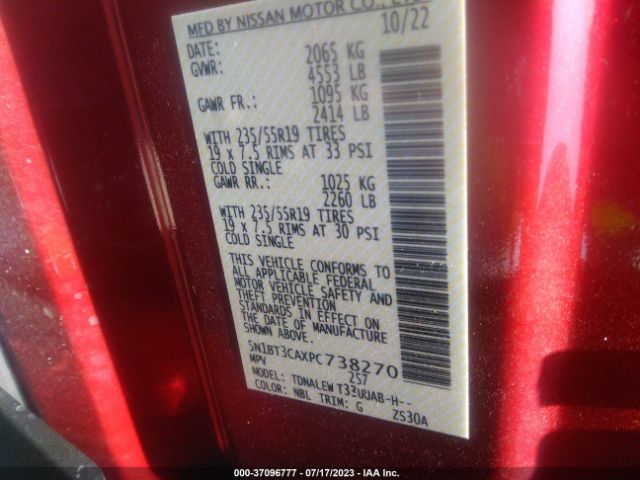 MFD BY NISSAN MOTOR CO.,
DATE: 10/22
GVWR: 2065 KG
4553 LB
GAWR FR.: 1095 KG
2414 LB
WITH 235/55R19 TIRES
19 x 7.5 RIMS AT 33 PSI
COLD SINGLE
GAWR RR.: 1025 KG
2260 LB
WITH 235/55R19 TIRES
19 x 7.5 RIMS AT 30 PSI
COLD SINGLE
THIS VEHICLE CONFORMS TO
ALL APPLICABLE FEDERAL
MOTOR VEHICLE SAFETY AND
THEFT PREVENTION
STANDARDS IN EFFECT ON
THE DATE OF MANUFACTURE
SHOWN ABOVE.
5N1BT3CAXPC738270
MPV 257
MODEL: TDNALEW T33UUAB-H--
COLOR: NBL TRIM: G ZS30A
000-37096777 - 07/17/2023 - IAA Inc.